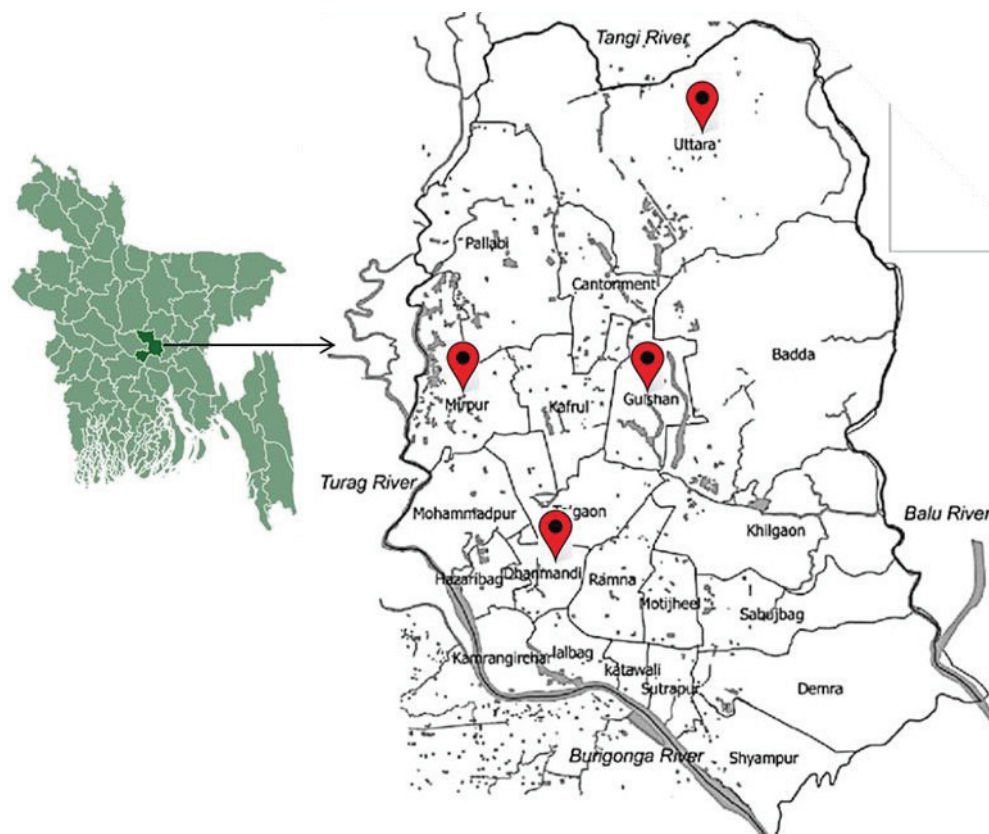 Tangi River
Uttara
Pallabi
Cantonment
Badda
Mirpur
Kafrul
Gulshan
Turag River
Mohammadpur
gaon
Balu River
Khilgaon
Hazaribag
Dhanmandi
Ramna
Motijheel
Sabujbag
Kamrangirchar
lalbag
katawali
Sutrapur
Demra
Burigonga River
Shyampur